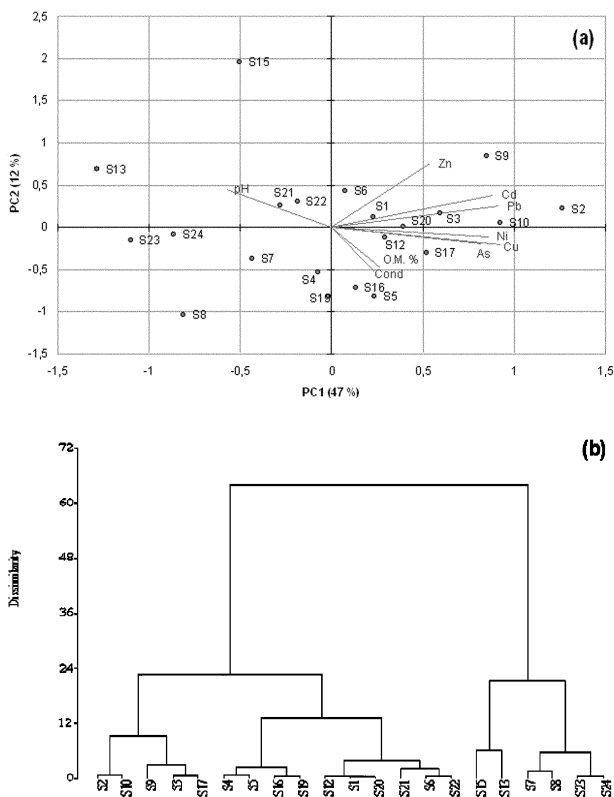 (a)
2,5
2
1,5
1
0,5
0
-0,5
-1
-1,5
PC2 (12 %)
S15
S13
S9
Zn
pH
S21
S22
S6
S1
Cd
Pb
S2
S20
S3
S10
S23
S24
S12
Ni
Cu
S7
O.M. %
S17
As
S4
Cond
S19
S16
S5
S8
-1,5
-1
-0,5
0
0,5
1
1,5
PC1 (47 %)
(b)
72
60
48
36
24
12
0
Dissimilarity
S2
S10
S9
S3
S17
S4
S5
S16
S19
S12
S1
S20
S21
S6
S22
S15
S13
S7
S8
S23
S24